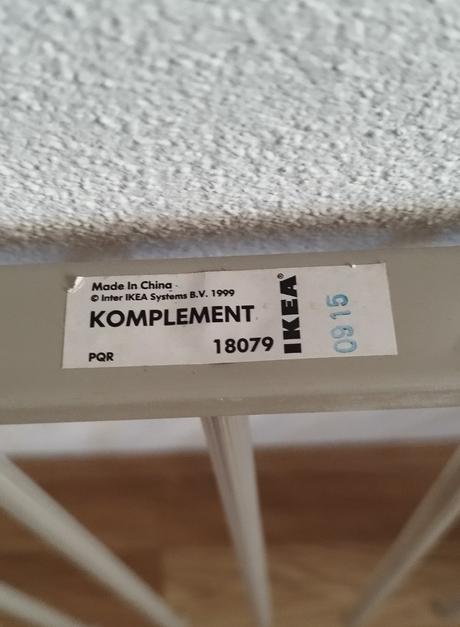 Made In China
© Inter IKEA Systems B.V. 1999
KOMPLEMENT
PQR
18079
IKEA®
0915